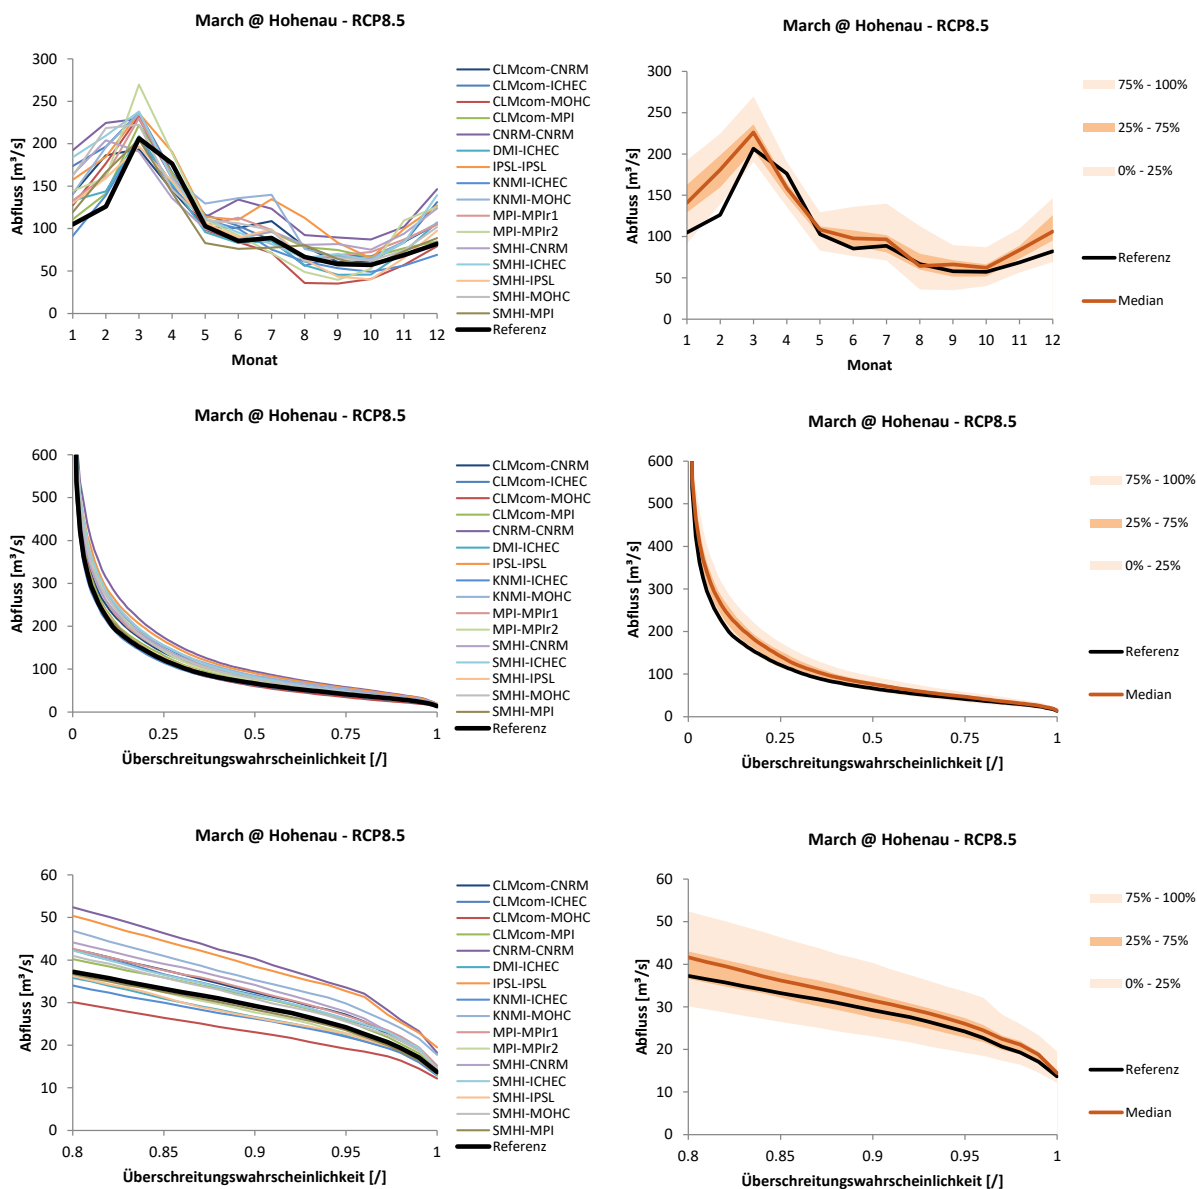 March @ Hohenau - RCP8.5
300
250
200
150
100
50
0
Abfluss [m³/s]
1 2 3 4 5 6 7 8 9 10 11 12
Monat
CLMcom-CNRM
CLMcom-ICHEC
CLMcom-MOHC
CLMcom-MPI
CNRM-CNRM
DMI-ICHEC
IPSL-IPSL
KNMI-ICHEC
KNMI-MOHC
MPI-MPIr1
MPI-MPIr2
SMHI-CNRM
SMHI-ICHEC
SMHI-IPSL
SMHI-MOHC
SMHI-MPI
Referenz
March @ Hohenau - RCP8.5
300
250
200
150
100
50
0
Abfluss [m³/s]
1 2 3 4 5 6 7 8 9 10 11 12
Monat
75% - 100%
25% - 75%
0% - 25%
Referenz
Median
March @ Hohenau - RCP8.5
600
500
400
300
200
100
0
Abfluss [m³/s]
0 0.25 0.5 0.75 1
Überschreitungswahrscheinlichkeit [/]
CLMcom-CNRM
CLMcom-ICHEC
CLMcom-MOHC
CLMcom-MPI
CNRM-CNRM
DMI-ICHEC
IPSL-IPSL
KNMI-ICHEC
KNMI-MOHC
MPI-MPIr1
MPI-MPIr2
SMHI-CNRM
SMHI-ICHEC
SMHI-IPSL
SMHI-MOHC
SMHI-MPI
Referenz
March @ Hohenau - RCP8.5
600
500
400
300
200
100
0
Abfluss [m³/s]
0 0.25 0.5 0.75 1
Überschreitungswahrscheinlichkeit [/]
75% - 100%
25% - 75%
0% - 25%
Referenz
Median
March @ Hohenau - RCP8.5
60
50
40
30
20
10
0
Abfluss [m³/s]
0.8 0.85 0.9 0.95 1
Überschreitungswahrscheinlichkeit [/]
CLMcom-CNRM
CLMcom-ICHEC
CLMcom-MOHC
CLMcom-MPI
CNRM-CNRM
DMI-ICHEC
IPSL-IPSL
KNMI-ICHEC
KNMI-MOHC
MPI-MPIr1
MPI-MPIr2
SMHI-CNRM
SMHI-ICHEC
SMHI-IPSL
SMHI-MOHC
SMHI-MPI
Referenz
March @ Hohenau - RCP8.5
60
50
40
30
20
10
0
Abfluss [m³/s]
0.8 0.85 0.9 0.95 1
Überschreitungswahrscheinlichkeit [/]
75% - 100%
25% - 75%
0% - 25%
Referenz
Median